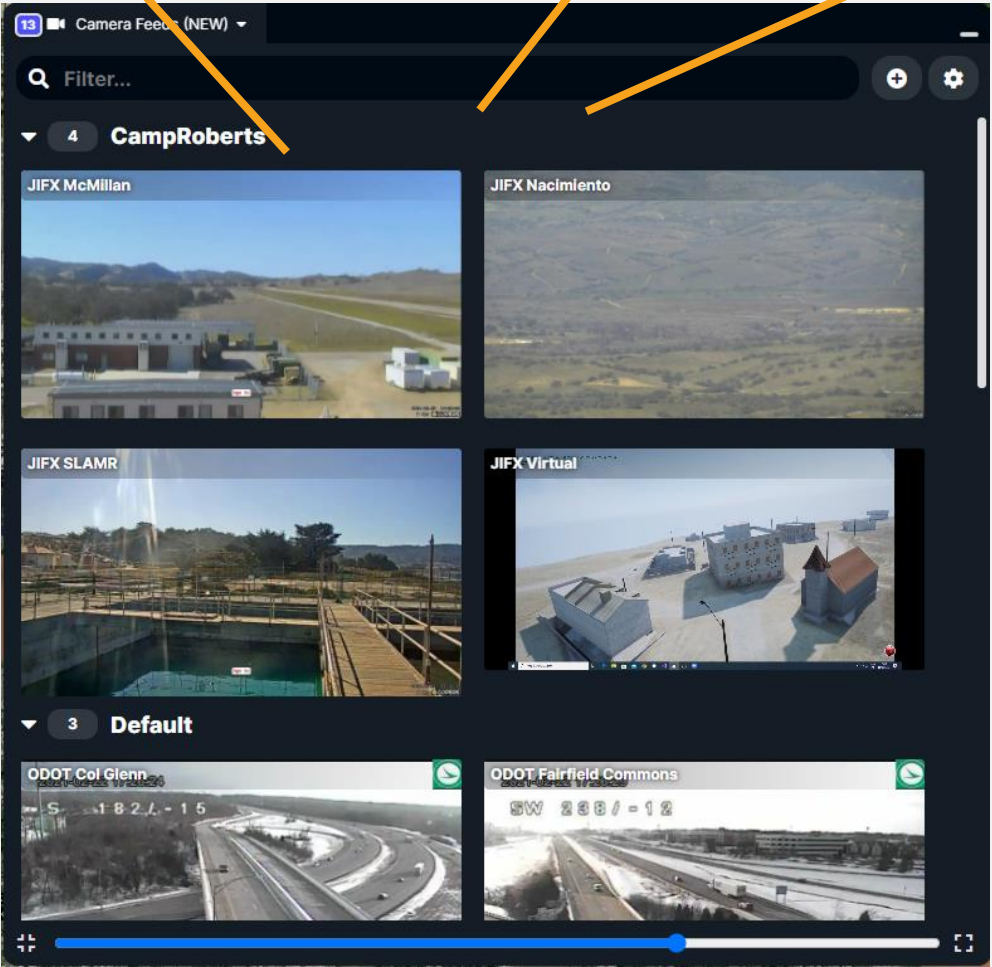 13 Camera Feeds (NEW)
Filter...
4 CampRoberts
JIFX McMillan
JIFX Nacimiento
JIFX SLAMR
JIFX Virtual
3 Default
ODOT Col Glenn
S 182/-15
ODOT Fairfield Commons
SW 238/-12